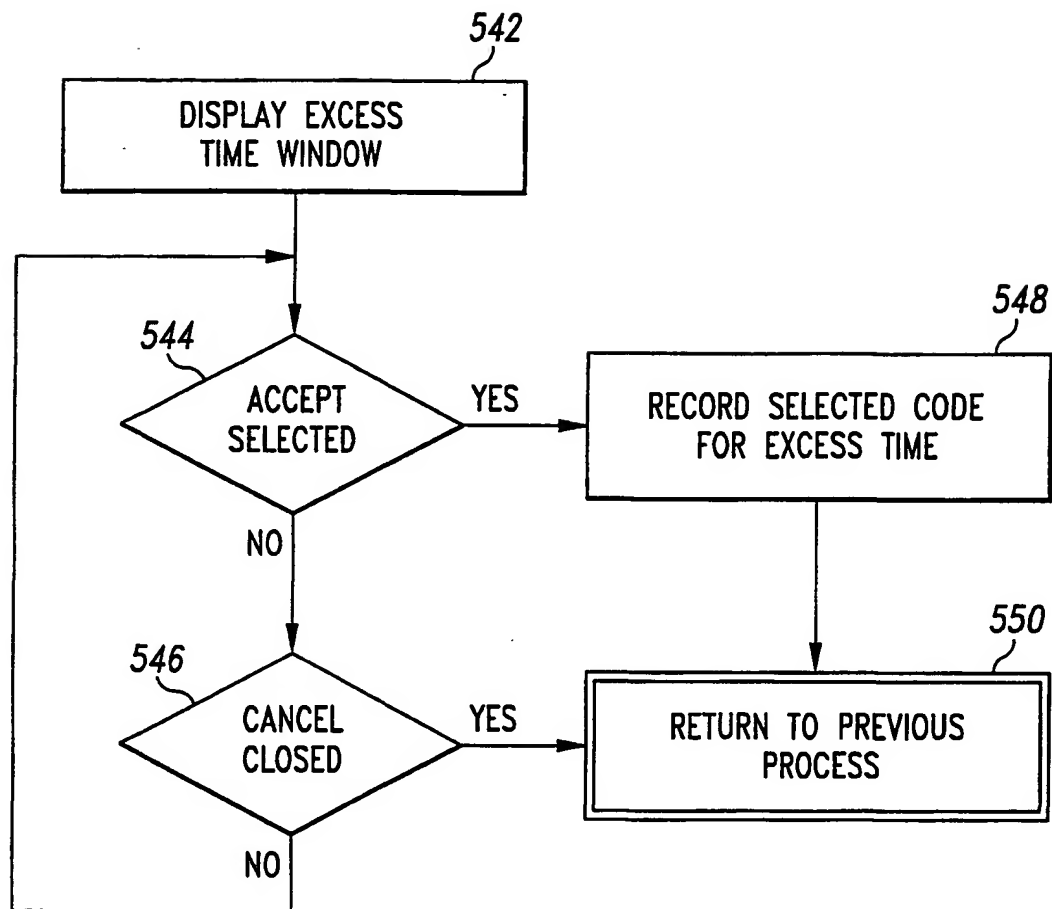 542
DISPLAY EXCESS
TIME WINDOW
544
ACCEPT
SELECTED
YES
NO
548
RECORD SELECTED CODE
FOR EXCESS TIME
546
CANCEL
CLOSED
YES
NO
550
RETURN TO PREVIOUS
PROCESS